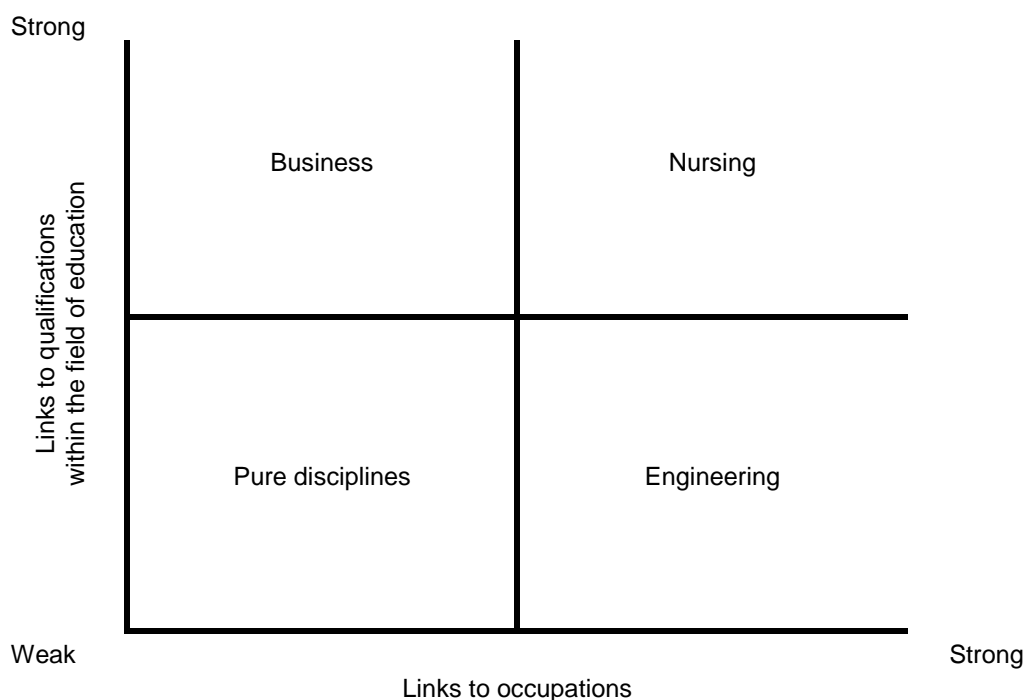 Strong
Business
Nursing
Links to qualifications
within the field of education
Pure disciplines
Engineering
Weak
Strong
Links to occupations